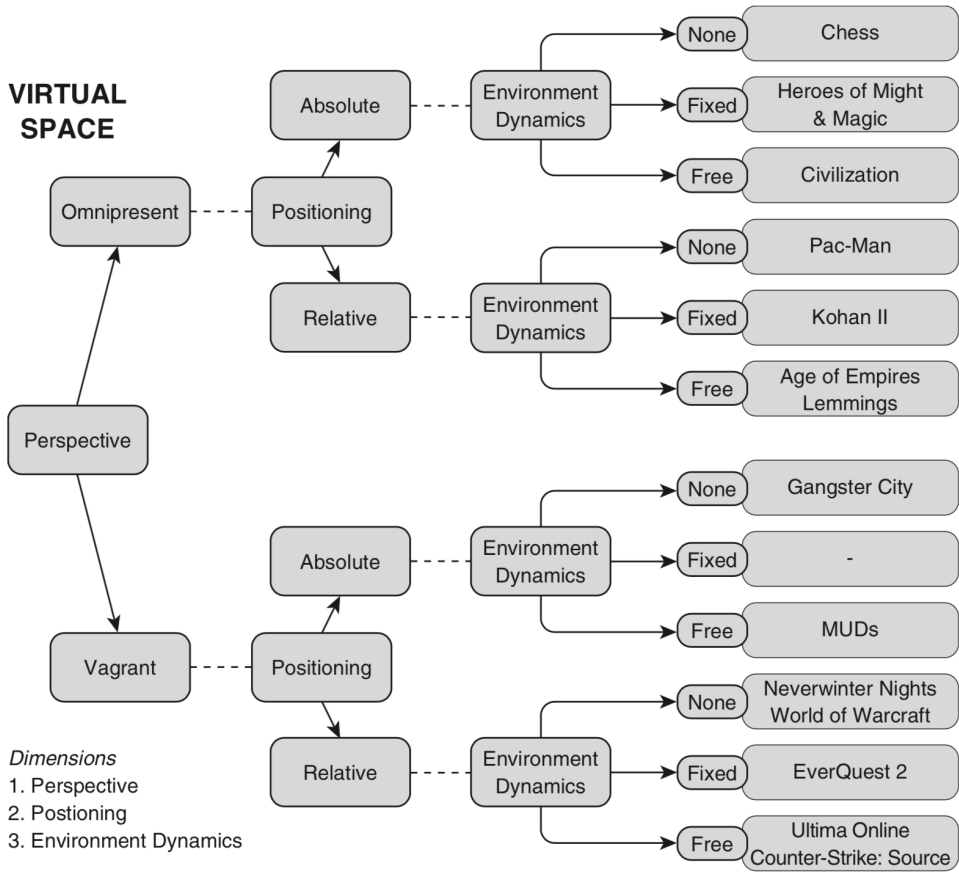 VIRTUAL
SPACE
Perspective
Omnipresent
Positioning
Absolute
Environment
Dynamics
None
Chess
Fixed
Heroes of Might
& Magic
Free
Civilization
Relative
Environment
Dynamics
None
Pac-Man
Fixed
Kohan II
Free
Age of Empires
Lemmings
Vagrant
Positioning
Absolute
Environment
Dynamics
None
Gangster City
Fixed
-
Free
MUDs
Relative
Environment
Dynamics
None
Neverwinter Nights
World of Warcraft
Fixed
EverQuest 2
Free
Ultima Online
Counter-Strike: Source
Dimensions
1. Perspective
2. Postioning
3. Environment Dynamics